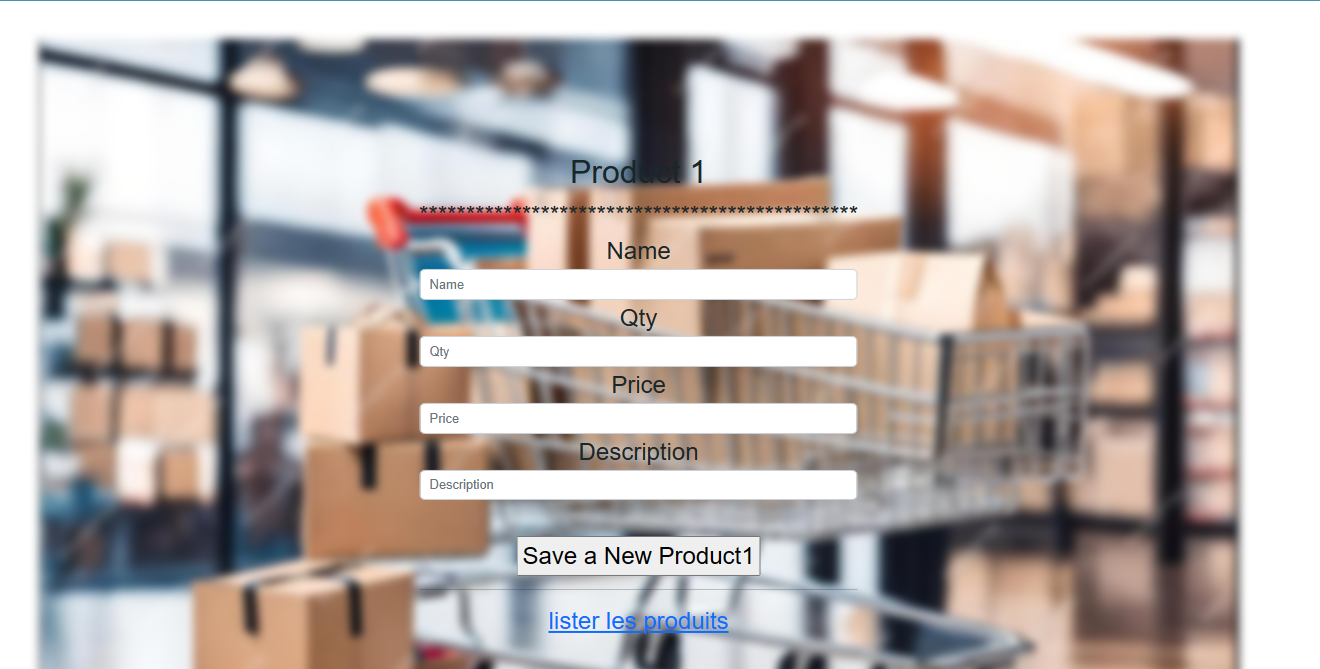 Product 1
***********************************************
Name
Name
Qty
Qty
Price
Price
Description
Description
Save a New Product1
lister les produits